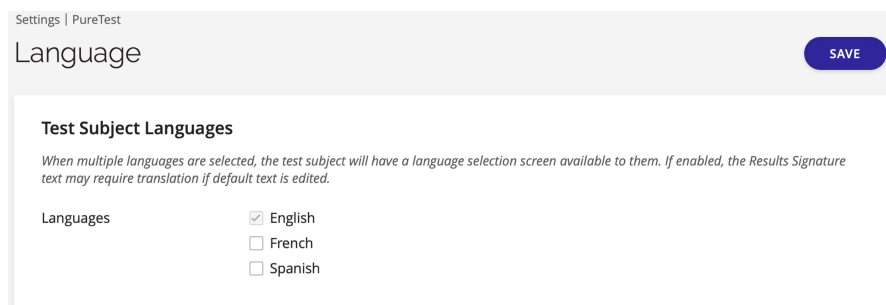 Settings | PureTest
Language
SAVE
Test Subject Languages
When multiple languages are selected, the test subject will have a language selection screen available to them. If enabled, the Results Signature
text may require translation if default text is edited.
Languages
English
French
Spanish